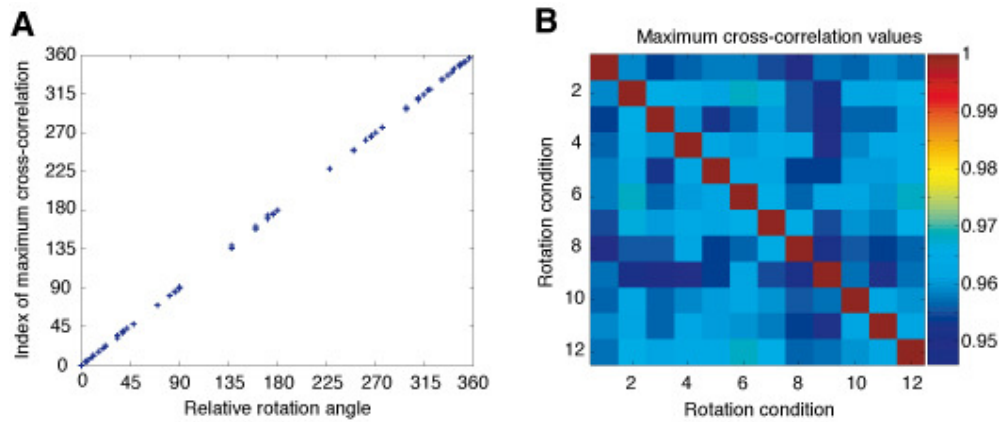 A
Index of maximum cross-correlation
360
315
270
225
180
135
90
45
0
0 45 90 135 180 225 270 315 360
Relative rotation angle
B
Maximum cross-correlation values
Rotation condition
2
4
6
8
10
12
2 4 6 8 10 12
Rotation condition
1
0.99
0.98
0.97
0.96
0.95